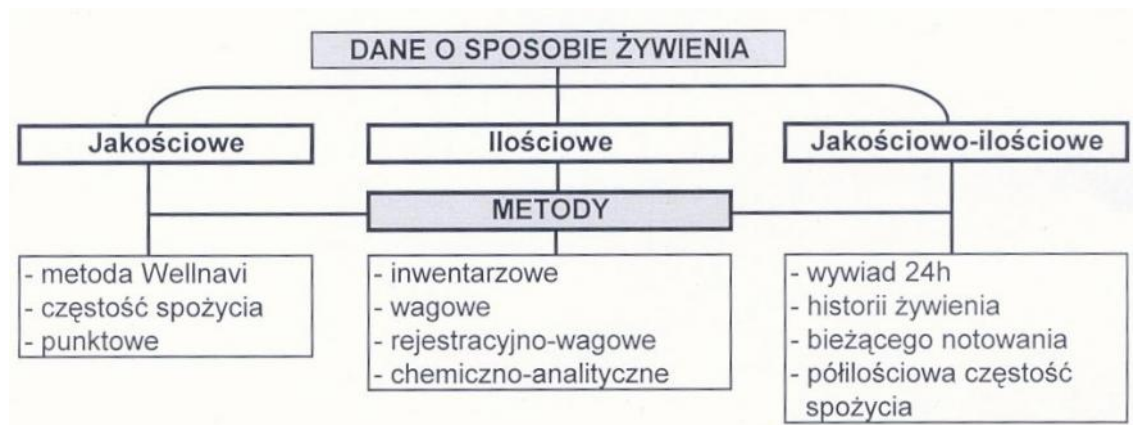 DANE O SPOSOBIE ŻYWIENIA
Jakościowe
Ilościowe
Jakościowo-ilościowe
METODY
- metoda Wellnavi
- częstość spożycia
- punktowe
- inwentarzowe
- wagowe
- rejestracyjno-wagowe
- chemiczno-analityczne
- wywiad 24h
- historii żywienia
- bieżącego notowania
- półilościowa częstość
spożycia